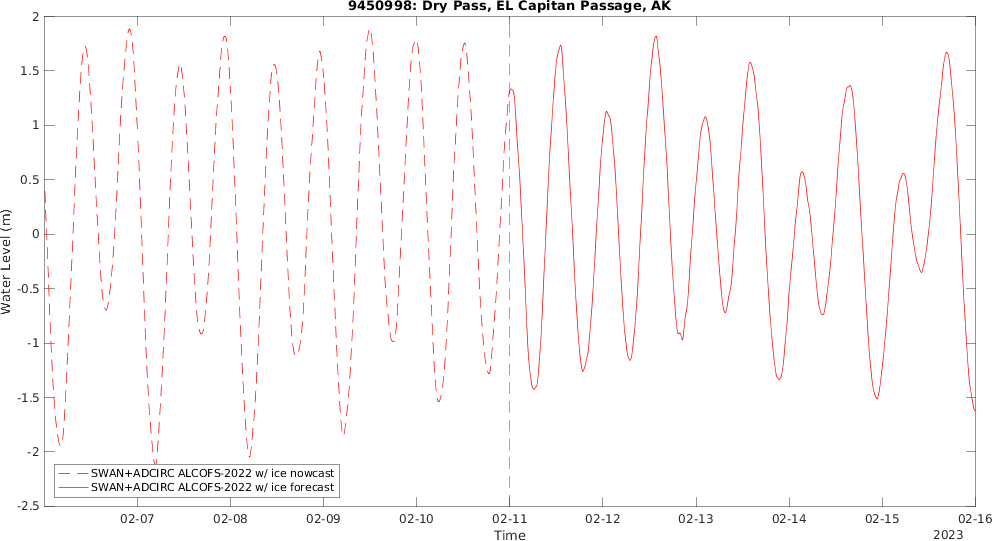 9450998: Dry Pass, EL Capitan Passage, AK
2
1.5
1
0.5
0
-0.5
-1
-1.5
-2
-2.5
Water Level (m)
SWAN+ADCIRC ALCOFS-2022 w/ ice nowcast
SWAN+ADCIRC ALCOFS-2022 w/ ice forecast
02-07 02-08 02-09 02-10 02-11 02-12 02-13 02-14 02-15 02-16
Time
2023